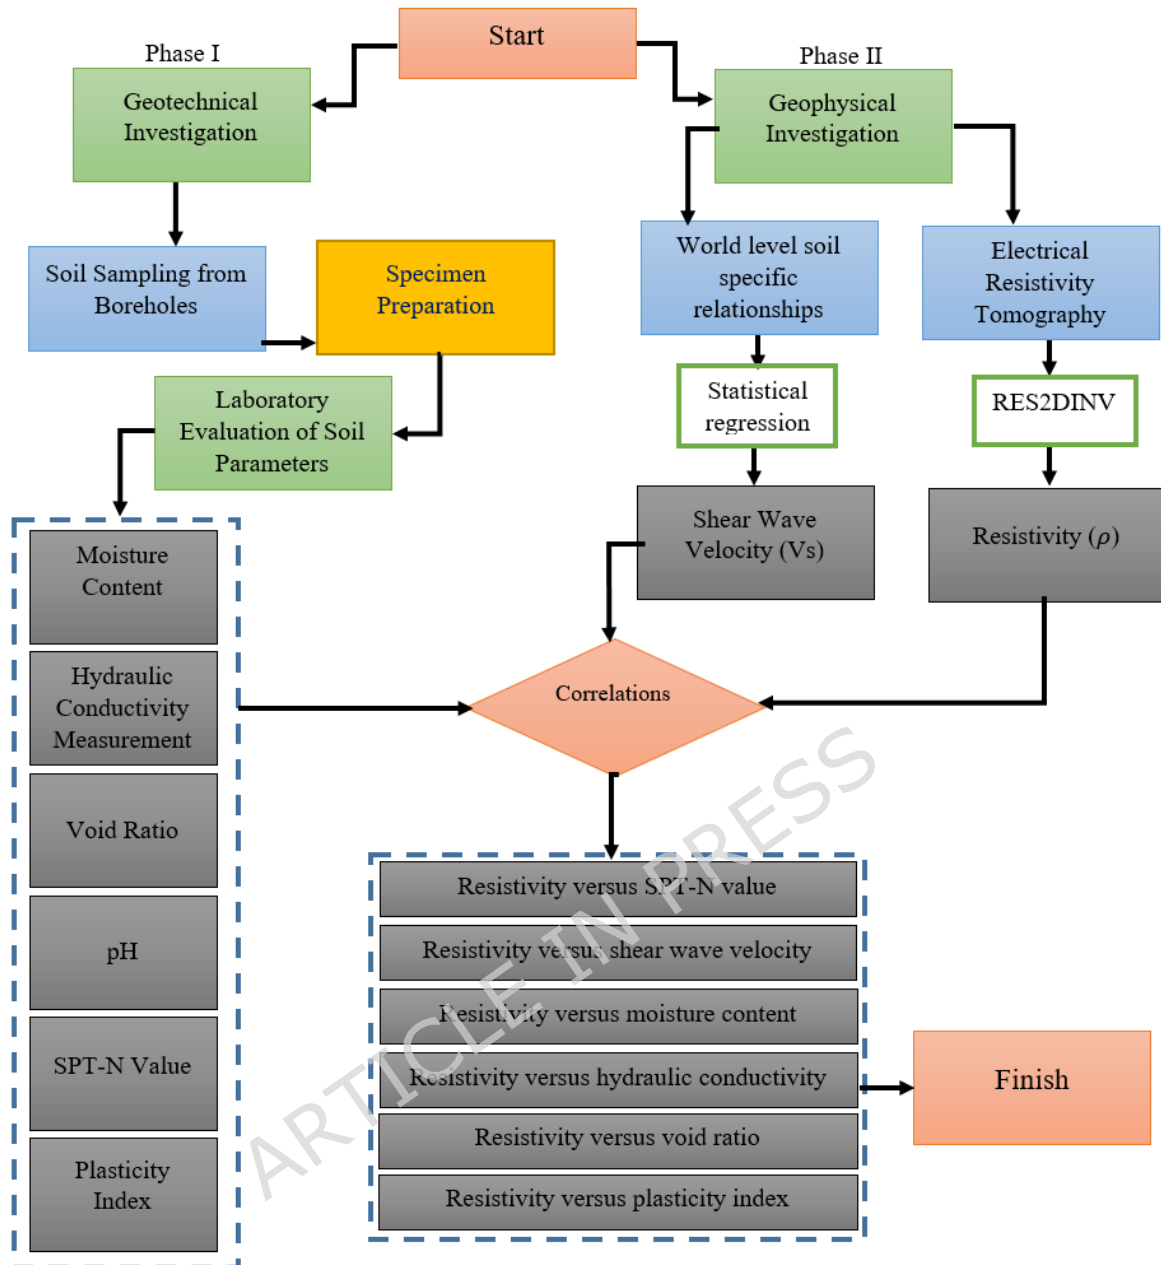 Start
Phase I
Geotechnical
Investigation
Phase II
Geophysical
Investigation
Soil Sampling from
Boreholes
Specimen
Preparation
World level soil
specific
relationships
Electrical
Resistivity
Tomography
Laboratory
Evaluation of Soil
Parameters
Statistical
regression
RES2DINV
Shear Wave
Velocity (Vs)
Resistivity (ρ)
Moisture
Content
Hydraulic
Conductivity
Measurement
Void Ratio
pH
SPT-N Value
Plasticity
Index
Correlations
Resistivity versus SPT-N value
Resistivity versus shear wave velocity
Resistivity versus moisture content
Resistivity versus hydraulic conductivity
Resistivity versus void ratio
Resistivity versus plasticity index
Finish
ARTICLE IN PRESS